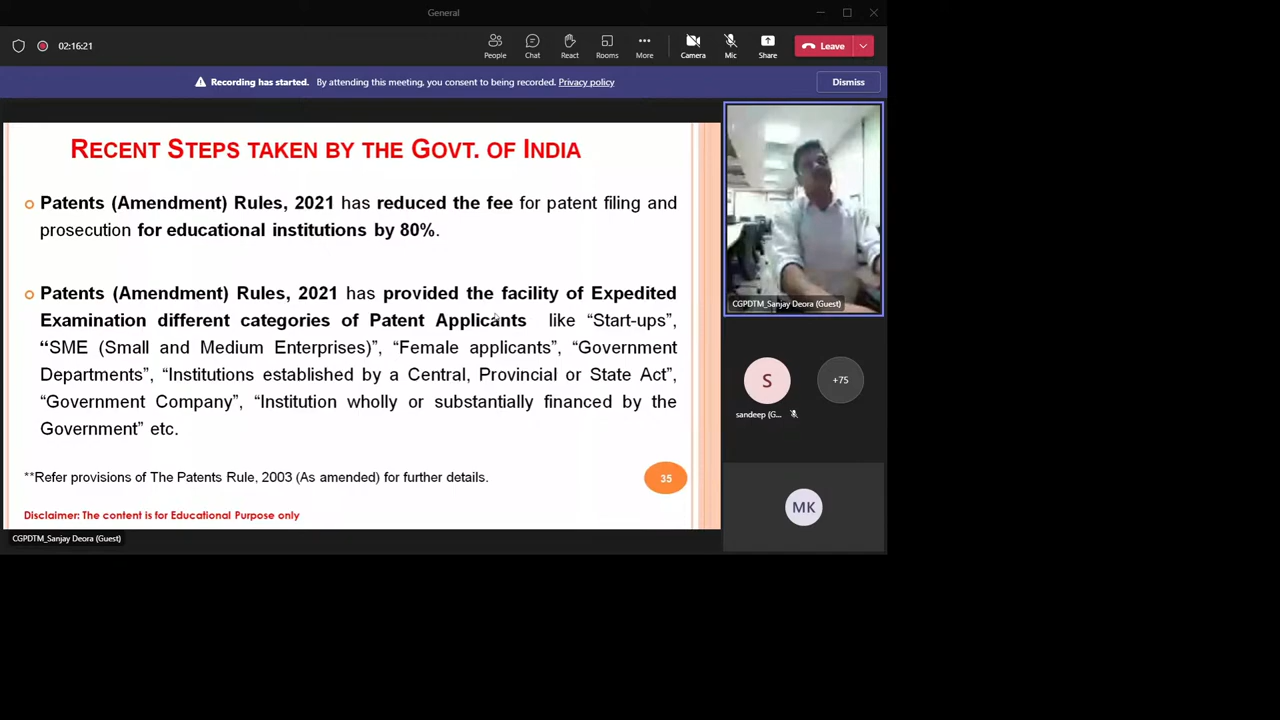 General
02:16:21
People
Chat
React
Rooms
More
Camera
Mic
Share
Leave
Recording has started. By attending this meeting, you consent to being recorded. Privacy policy
Dismiss
RECENT STEPS TAKEN BY THE GOVT. OF INDIA
Patents (Amendment) Rules, 2021 has reduced the fee for patent filing and
prosecution for educational institutions by 80%.
Patents (Amendment) Rules, 2021 has provided the facility of Expedited
Examination different categories of Patent Applicants like “Start-ups”,
“SME (Small and Medium Enterprises)”, “Female applicants”, “Government
Departments”, “Institutions established by a Central, Provincial or State Act”,
“Government Company”, “Institution wholly or substantially financed by the
Government” etc.
**Refer provisions of The Patents Rule, 2003 (As amended) for further details.
35
Disclaimer: The content is for Educational Purpose only
CGPDTM_Sanjay Deora (Guest)
CGPDTM_Sanjay Deora (Guest)
S
+75
sandeep (G...
MK